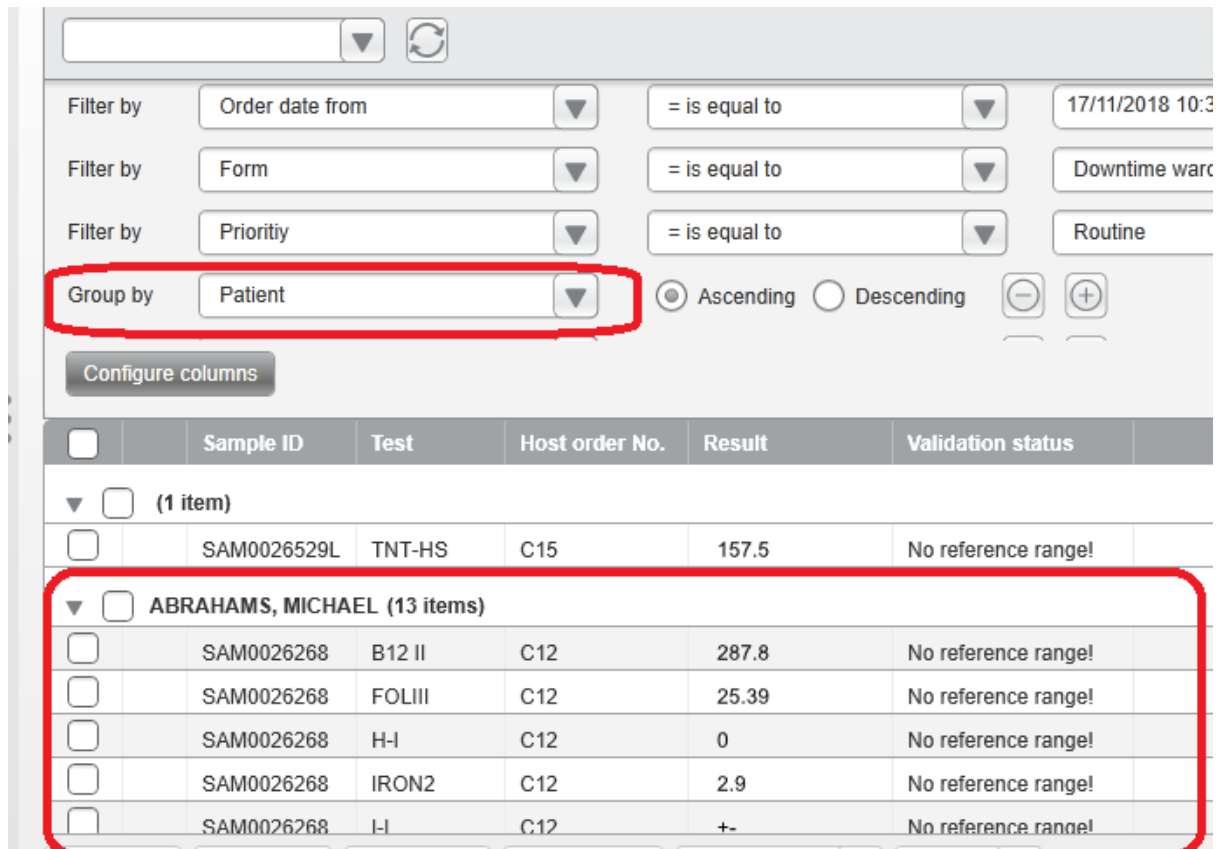 Filter by Order date from = is equal to 17/11/2018 10:3
Filter by Form = is equal to Downtime ward
Filter by Prioritiy = is equal to Routine
Group by Patient Ascending Descending
Configure columns
Sample ID Test Host order No. Result Validation status
(1 item)
SAM0026529L TNT-HS C15 157.5 No reference range!
ABRAHAMS, MICHAEL (13 items)
SAM0026268 B12 II C12 287.8 No reference range!
SAM0026268 FOLIII C12 25.39 No reference range!
SAM0026268 H-I C12 0 No reference range!
SAM0026268 IRON2 C12 2.9 No reference range!
SAM0026268 I-I C12 +- No reference range!